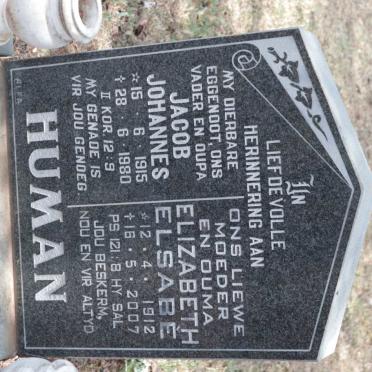 In
LIEFDEVOLLE
HERINNERING AAN
MY DIERBARE
EGGENOOT, ONS
VADER EN OUPA
JACOB
JOHANNES
☆15. 6. 1915
✝28. 6. 1980
II KOR. 12:9
MY GENADE IS
VIR JOU GENOEG
ONS LIEWE
MOEDER
EN OUMA
ELIZABETH
ELSABÉ
☆12. 4. 1912
✝16. 5. 2007
PS 121:8 HY SAL
JOU BESKERM,
NOU EN VIR ALTYD
HUMAN